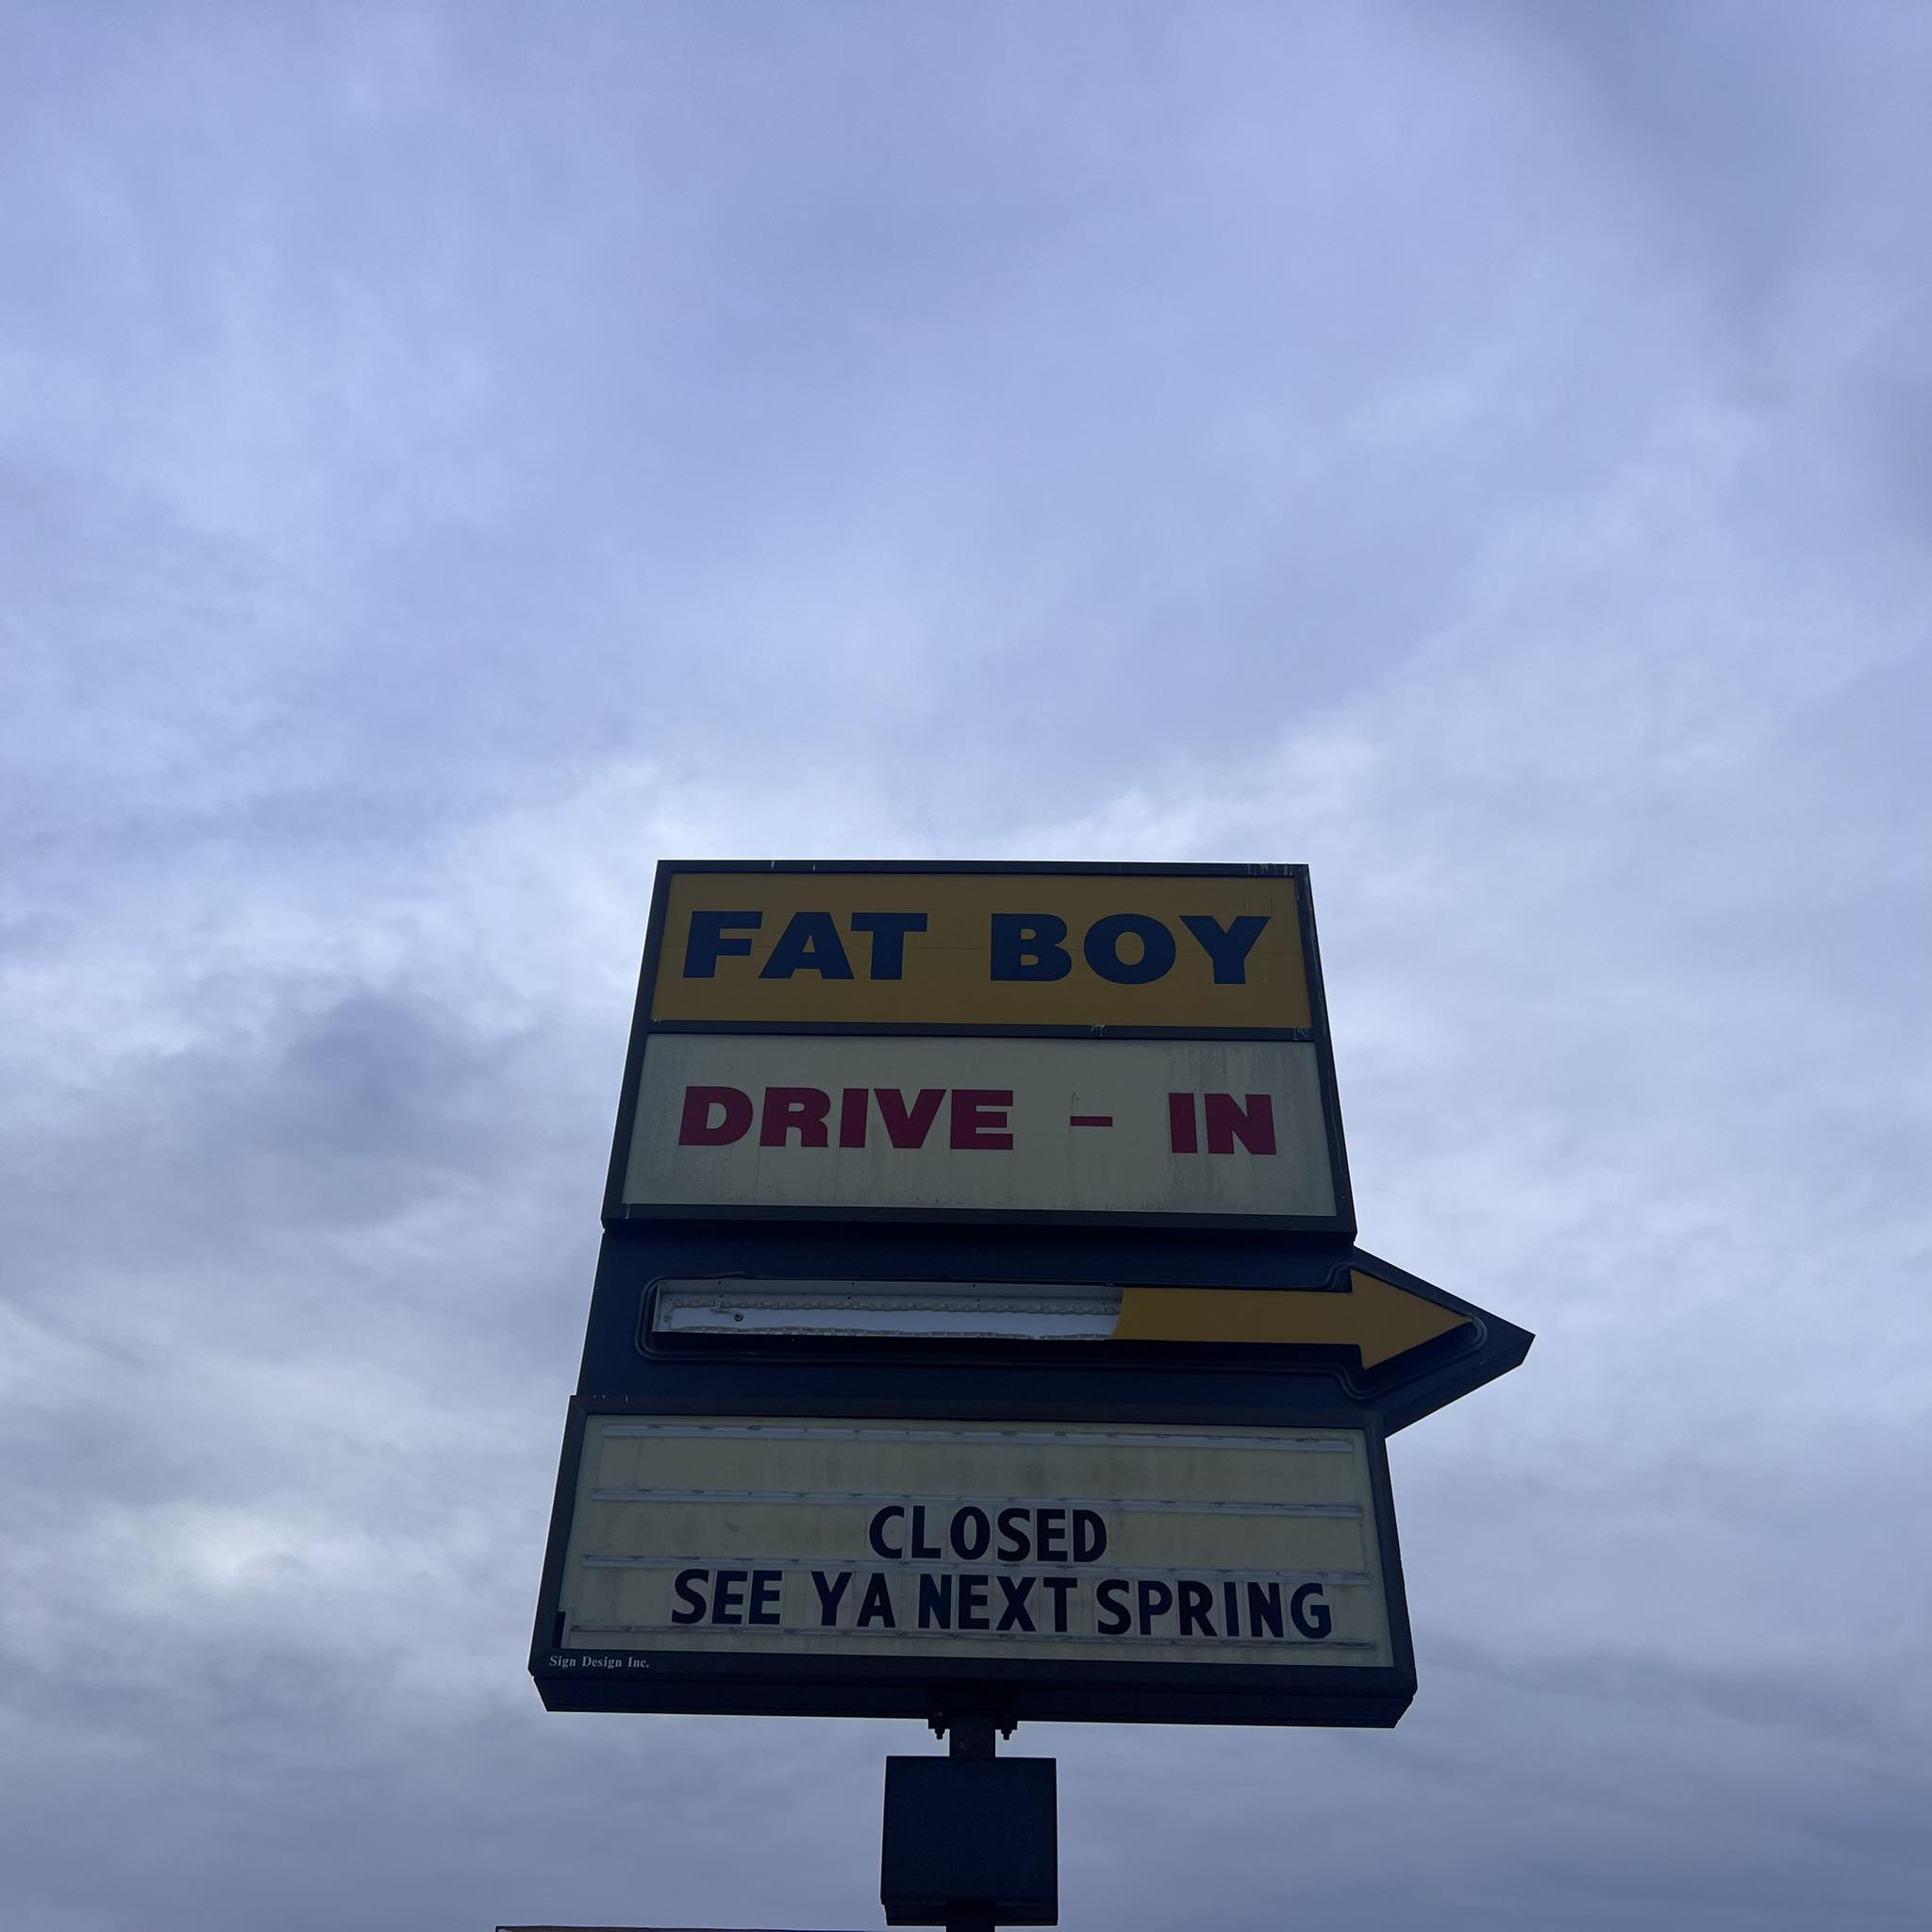 FAT BOY
DRIVE - IN
CLOSED
SEE YA NEXT SPRING
Sign Design Inc.